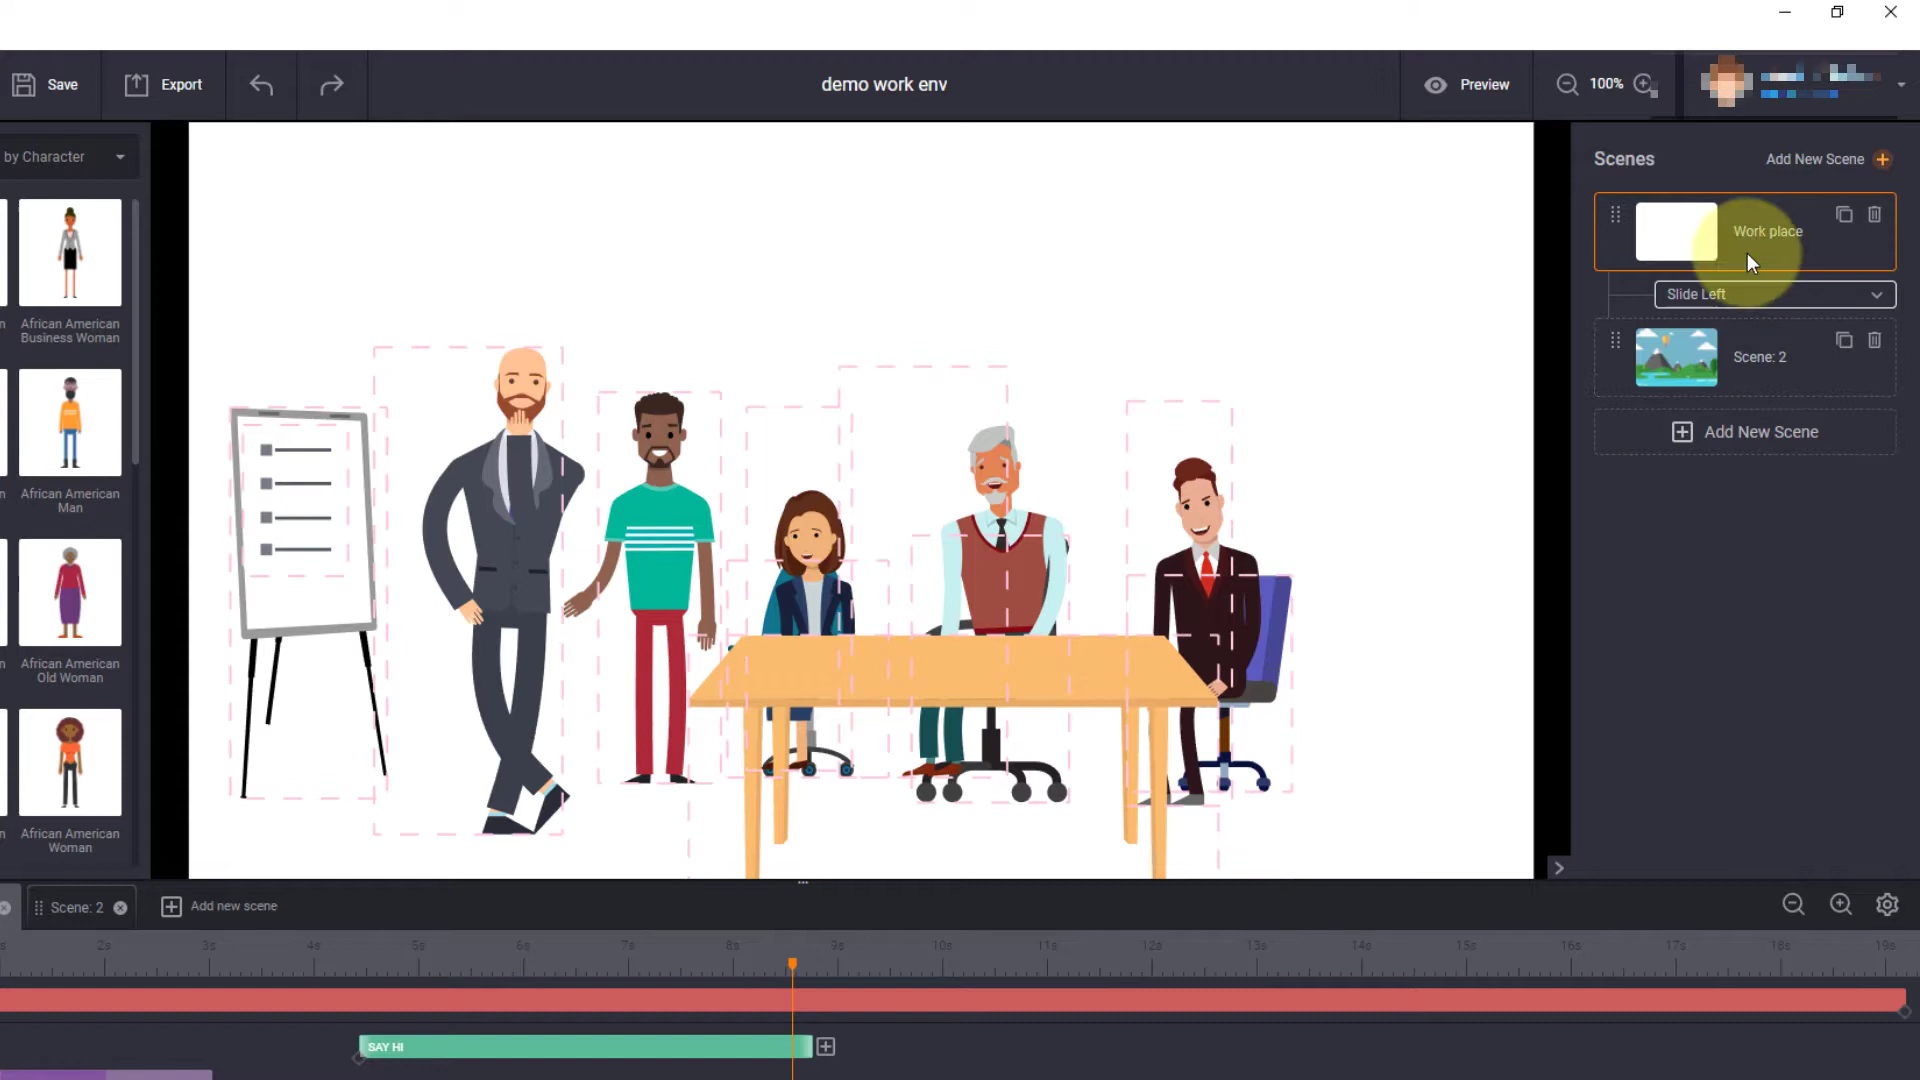 Save
Export
demo work env
Preview
100%
by Character
Scenes
Add New Scene
Work place
Slide Left
Scene: 2
Add New Scene
African American
Business Woman
African American
Man
African American
Old Woman
African American
Woman
Scene: 2
Add new scene
2s
3s
4s
5s
6s
7s
8s
9s
10s
11s
12s
13s
14s
15s
16s
17s
18s
19s
SAY HI